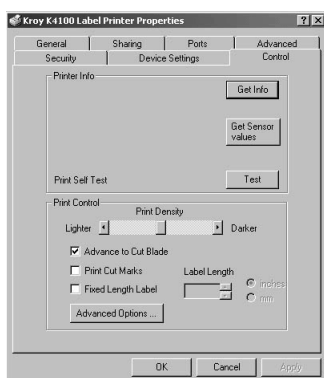 Kroy K4100 Label Printer Properties
General Sharing Ports Advanced
Security Device Settings Control
Printer Info
Get Info
Get Sensor
values
Print Self Test Test
Print Control
Print Density
Lighter Darker
Advance to Cut Blade
Print Cut Marks Label Length
Fixed Length Label inches
mm
Advanced Options ...
OK Cancel Apply